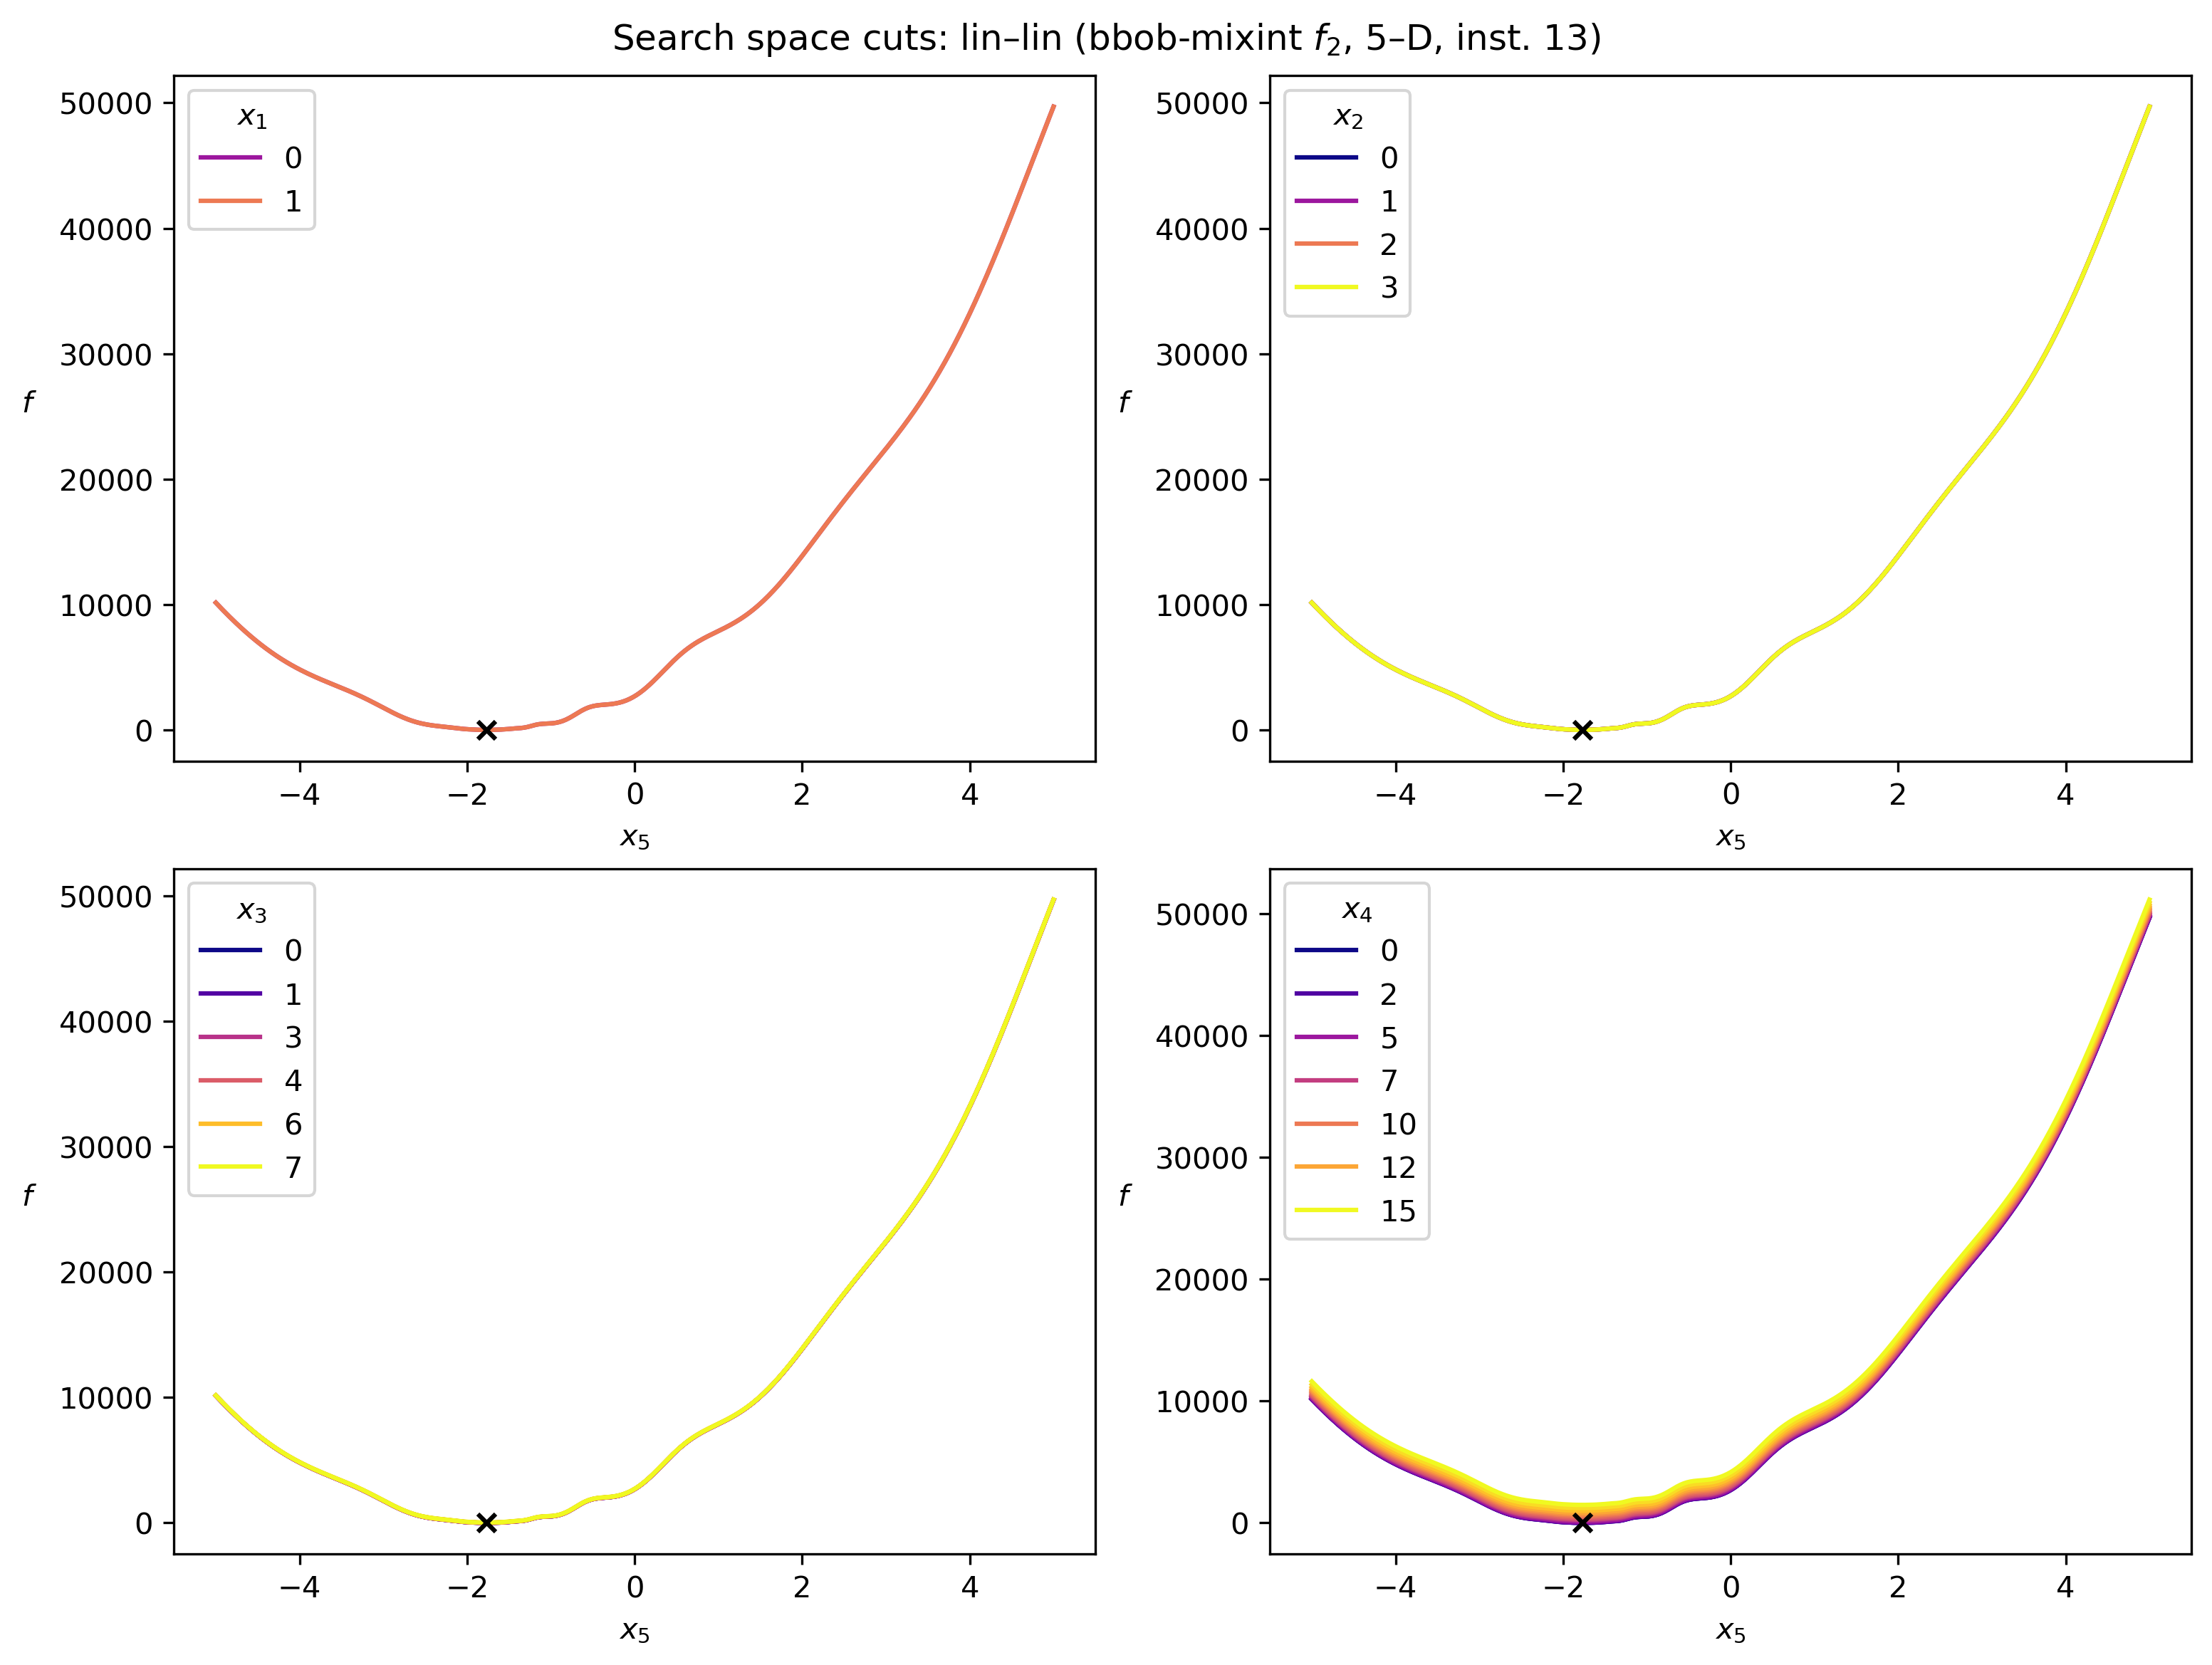 Search space cuts: lin–lin (bbob-mixint f₂, 5–D, inst. 13)
x₁
0
1
50000
40000
30000
20000
10000
0
f
−4 −2 0 2 4
x₅
x₂
0
1
2
3
50000
40000
30000
20000
10000
0
f
−4 −2 0 2 4
x₅
x₃
0
1
3
4
6
7
50000
40000
30000
20000
10000
0
f
−4 −2 0 2 4
x₅
x₄
0
2
5
7
10
12
15
50000
40000
30000
20000
10000
0
f
−4 −2 0 2 4
x₅